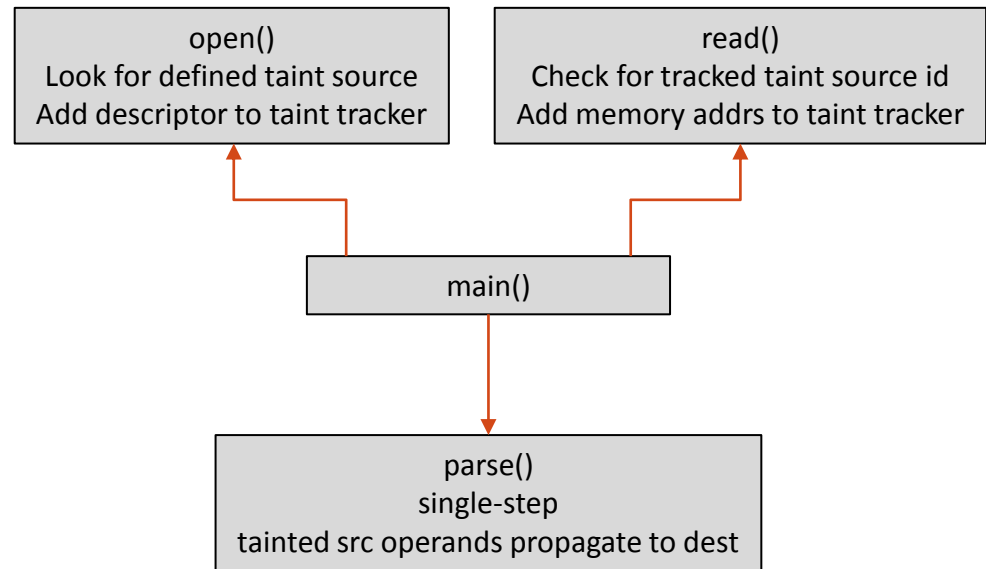 open()
Look for defined taint source
Add descriptor to taint tracker
read()
Check for tracked taint source id
Add memory addrs to taint tracker
main()
parse()
single-step
tainted src operands propagate to dest